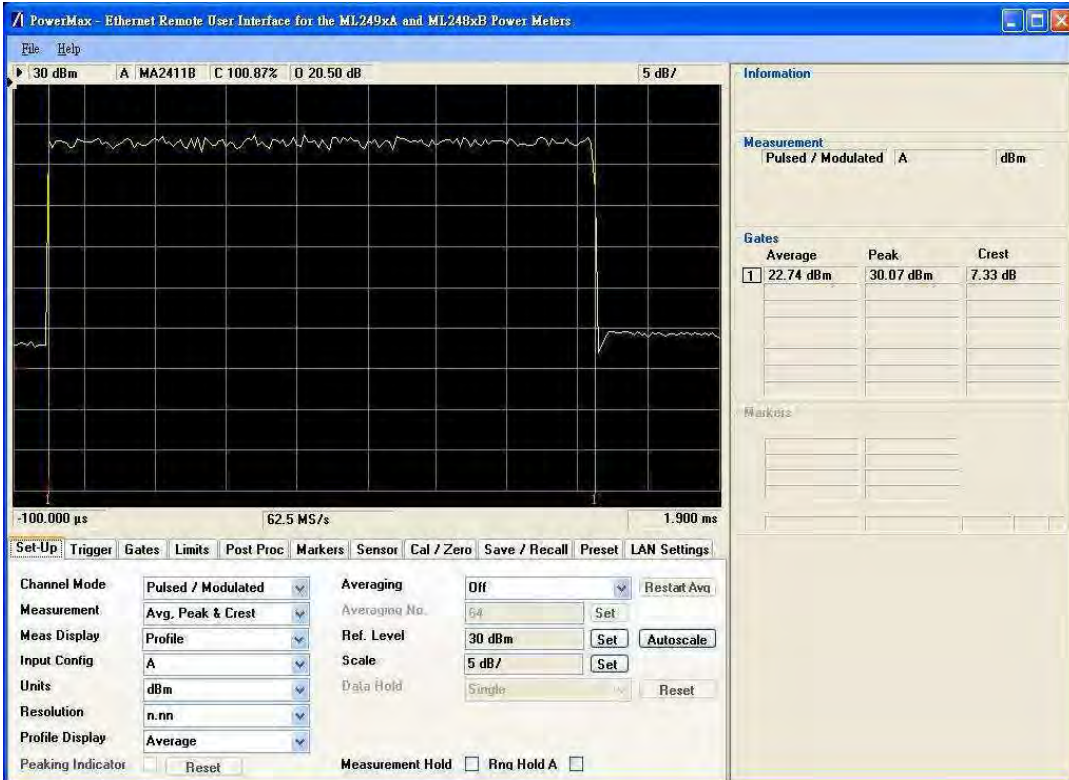 PowerMax - Ethernet Remote User Interface for the ML249xA and ML248xB Power Meters
File Help
30 dBm A MA2411B C 100.87% O 20.50 dB 5 dB/
1 1
-100.000 µs 62.5 MS/s 1.900 ms
Information
Measurement
Pulsed / Modulated A dBm
Gates
Average Peak Crest
1 22.74 dBm 30.07 dBm 7.33 dB
Markers
Set-Up Trigger Gates Limits Post Proc Markers Sensor Cal / Zero Save / Recall Preset LAN Settings
Channel Mode Pulsed / Modulated Averaging Off Restart Avg
Measurement Avg, Peak & Crest Averaging No. 64 Set
Meas Display Profile Ref. Level 30 dBm Set Autoscale
Input Config A Scale 5 dB/ Set
Units dBm Data Hold Single Reset
Resolution n.nn
Profile Display Average
Peaking Indicator Reset Measurement Hold Rng Hold A